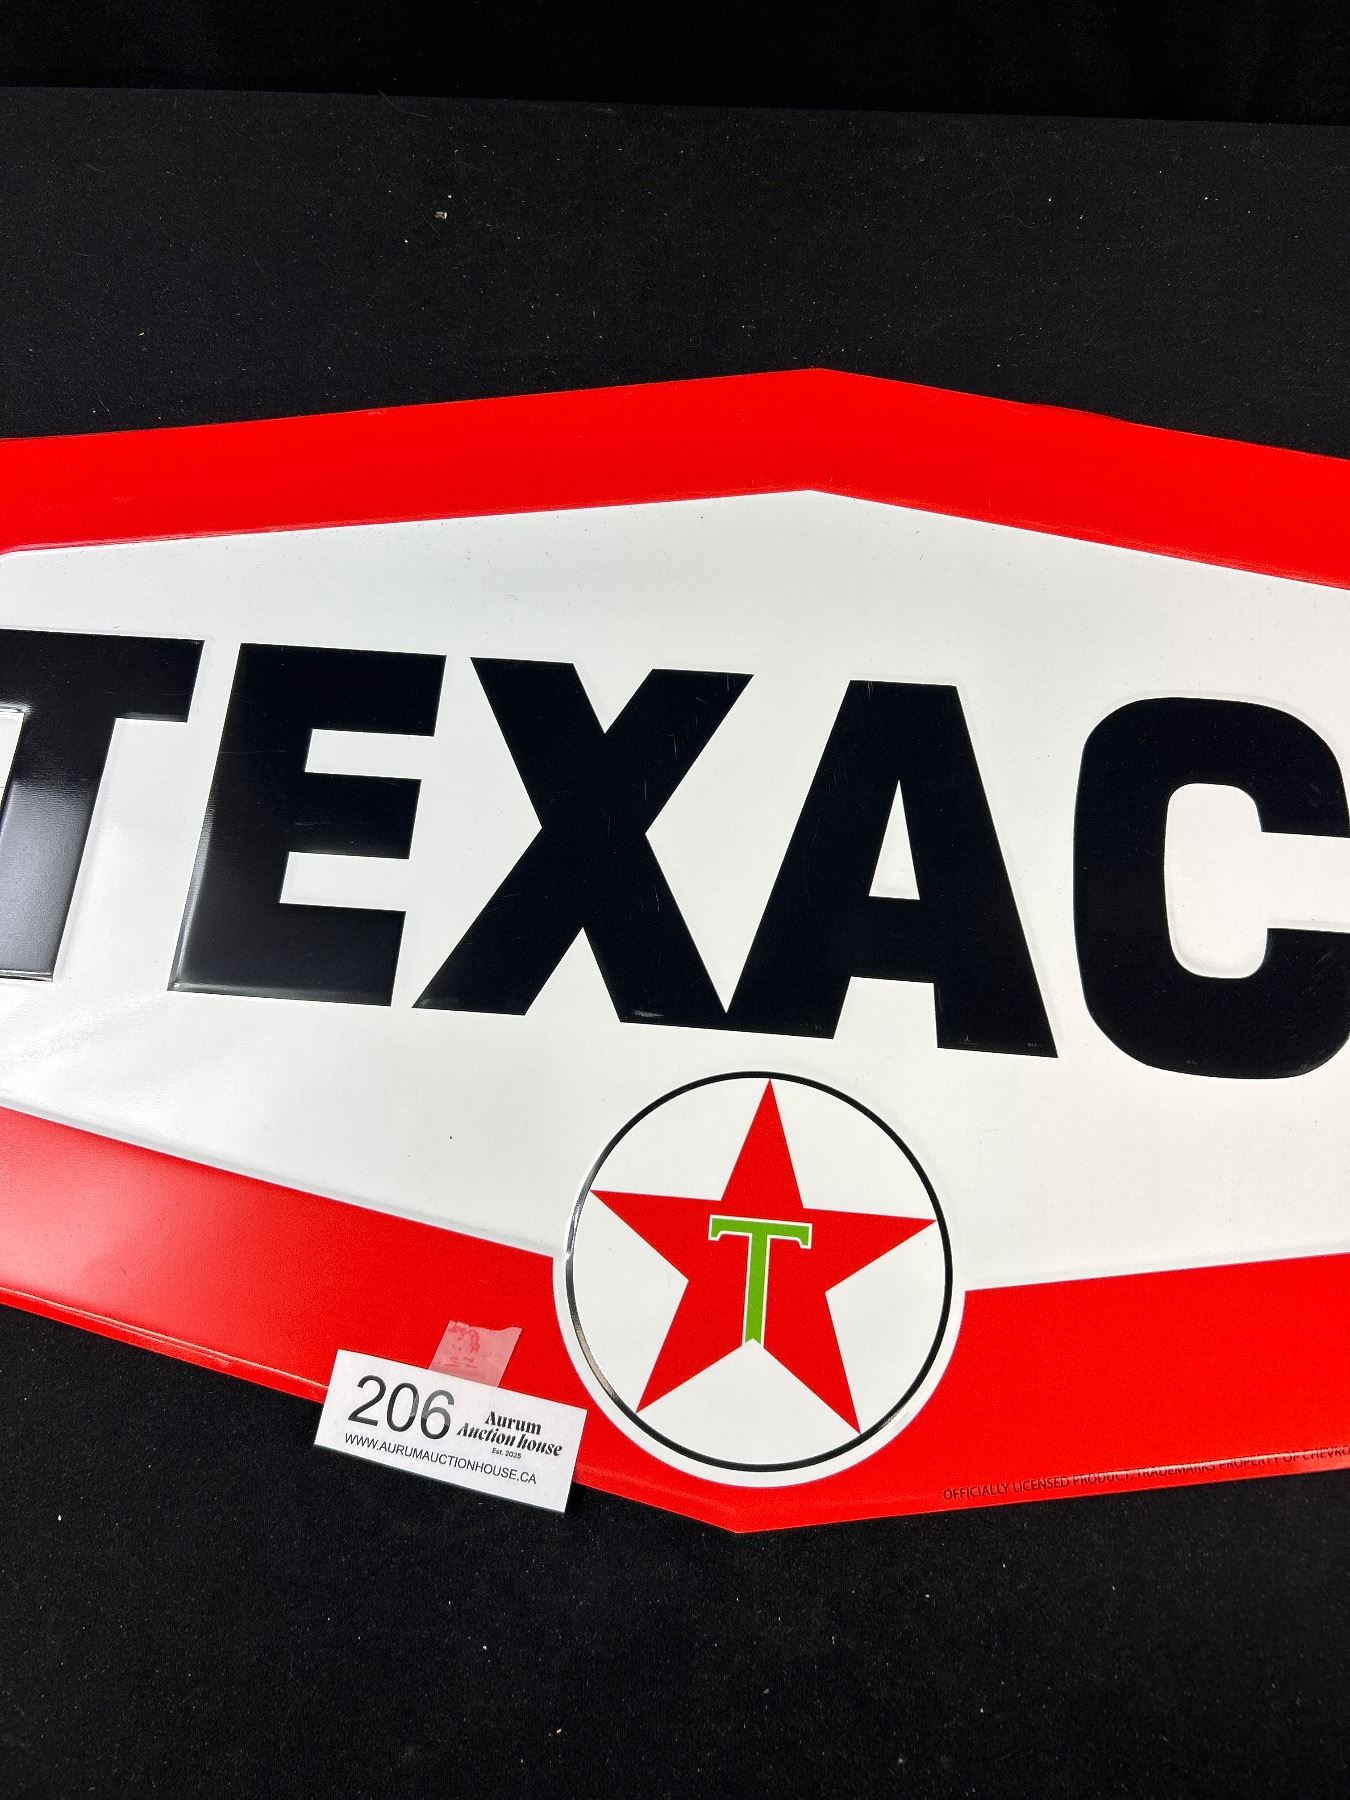 TEXAC
T
206
Aurum
Auction house
Est. 2025
WWW.AURUMAUCTIONHOUSE.CA
OFFICIALLY LICENSED PRODUCT. TRADEMARKS PROPERTY OF CHEVRO